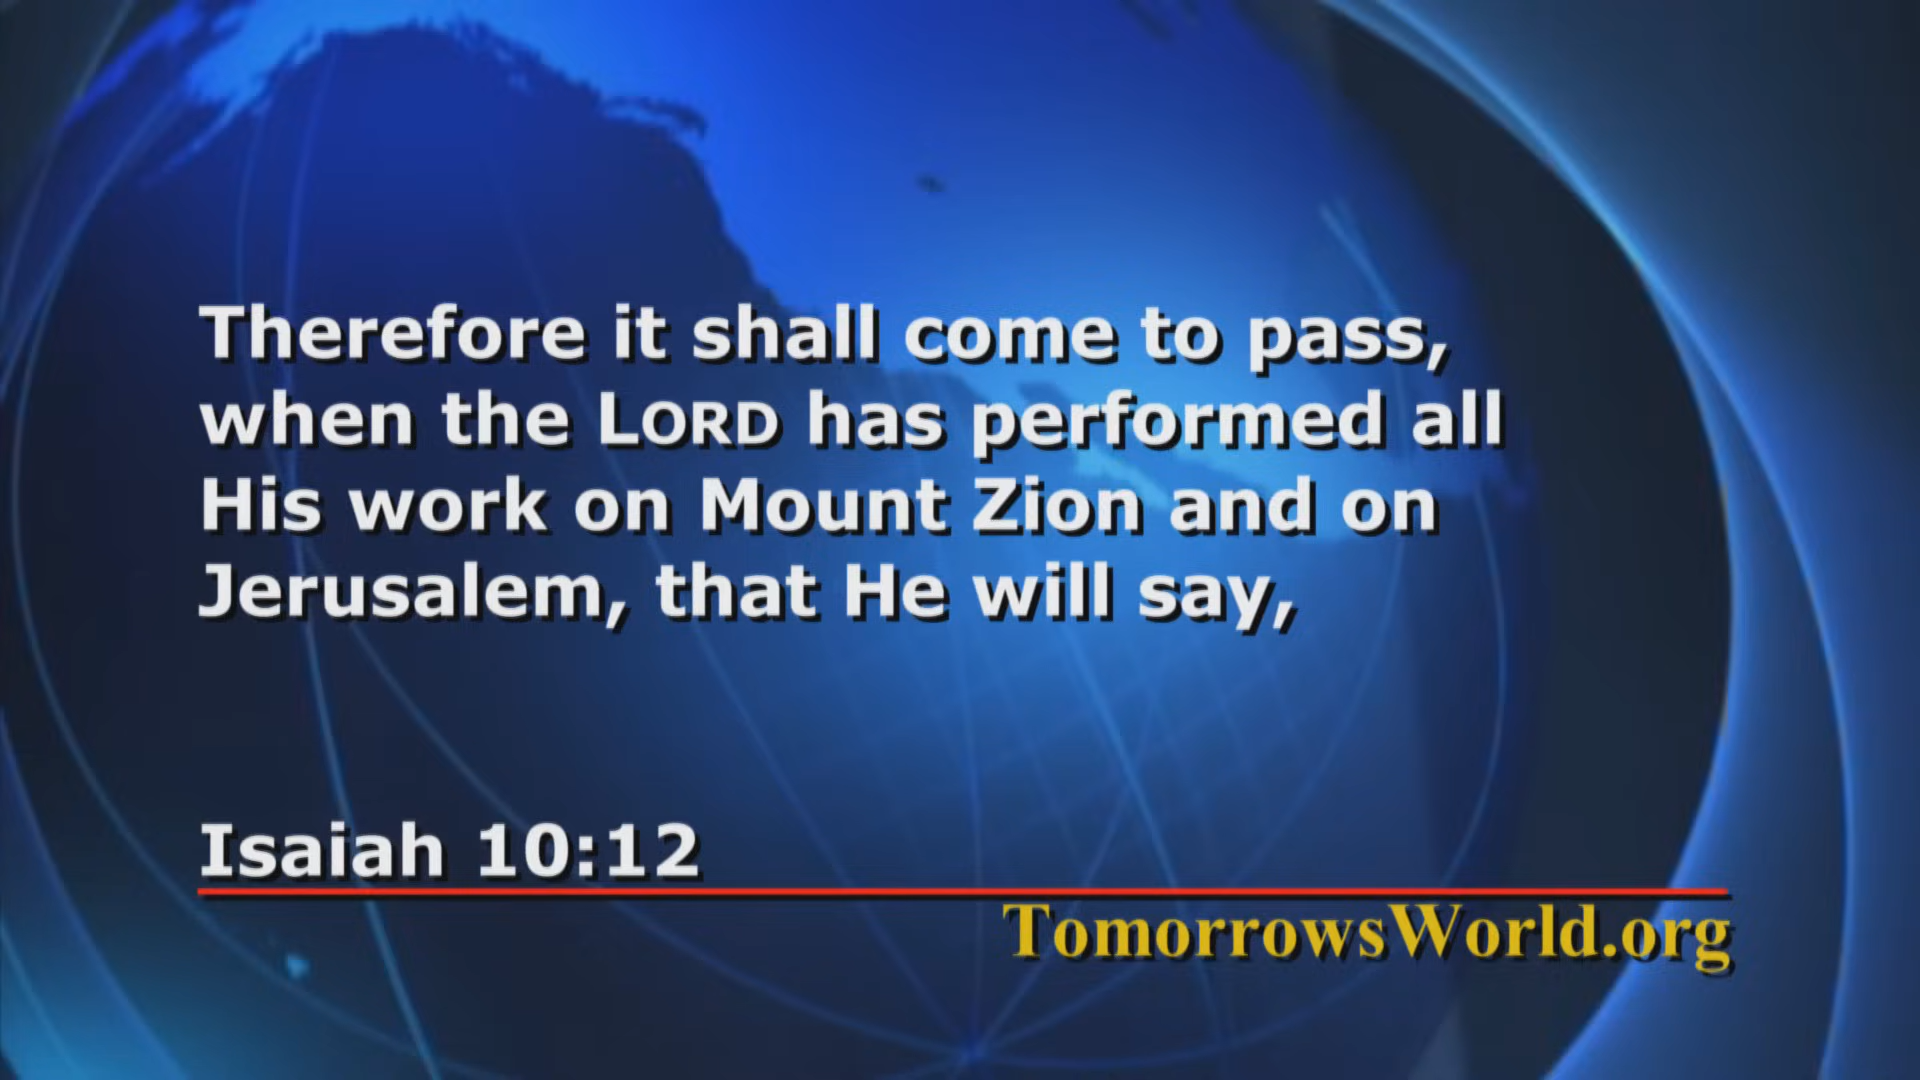 Therefore it shall come to pass,
when the LORD has performed all
His work on Mount Zion and on
Jerusalem, that He will say,
Isaiah 10:12
TomorrowsWorld.org